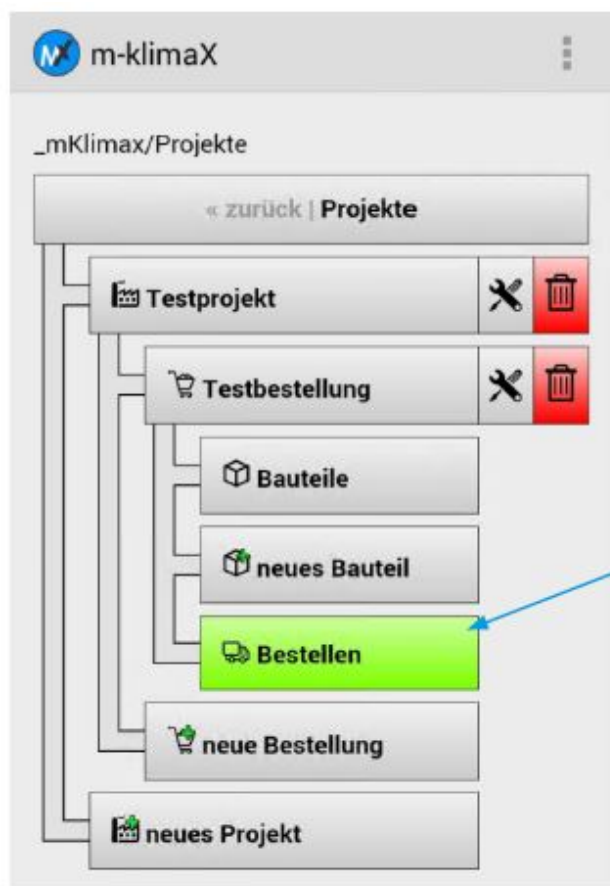 m-klimaX
_mKlimax/Projekte
« zurück | Projekte
Testprojekt
Testbestellung
Bauteile
neues Bauteil
Bestellen
neue Bestellung
neues Projekt